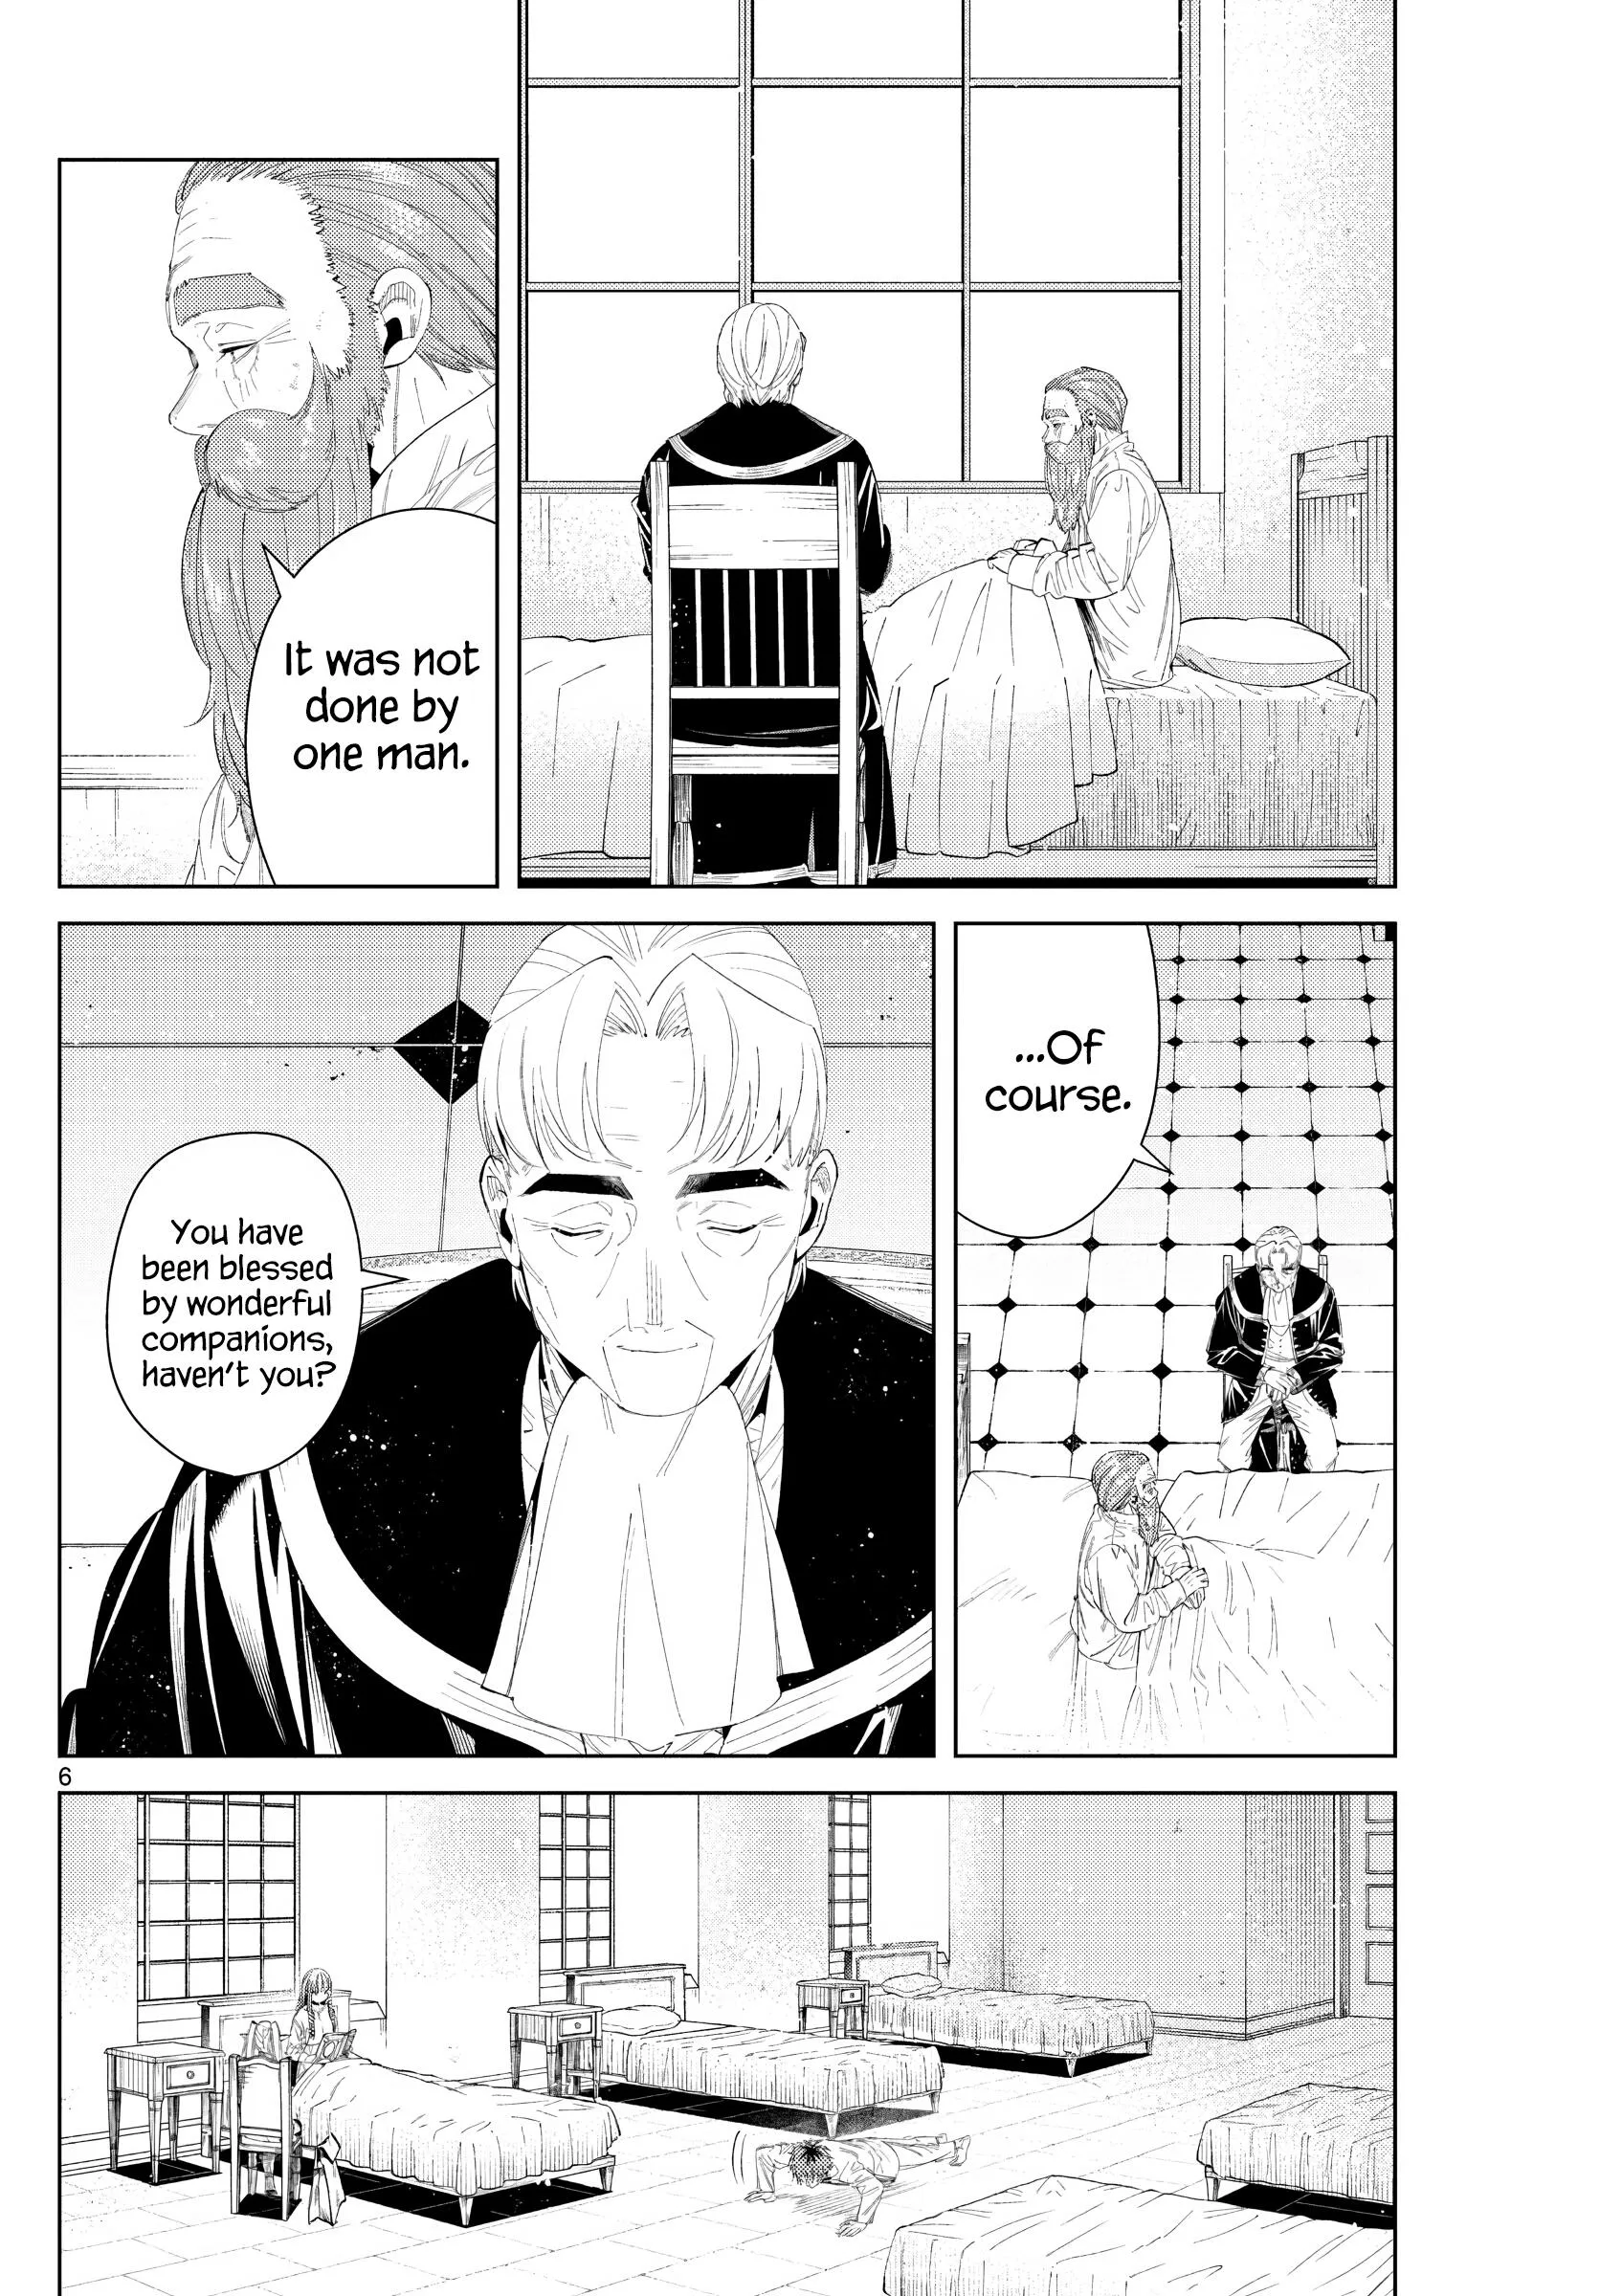 It was not
done by
one man.
...Of
course.
You have
been blessed
by wonderful
companions,
haven't you?
6